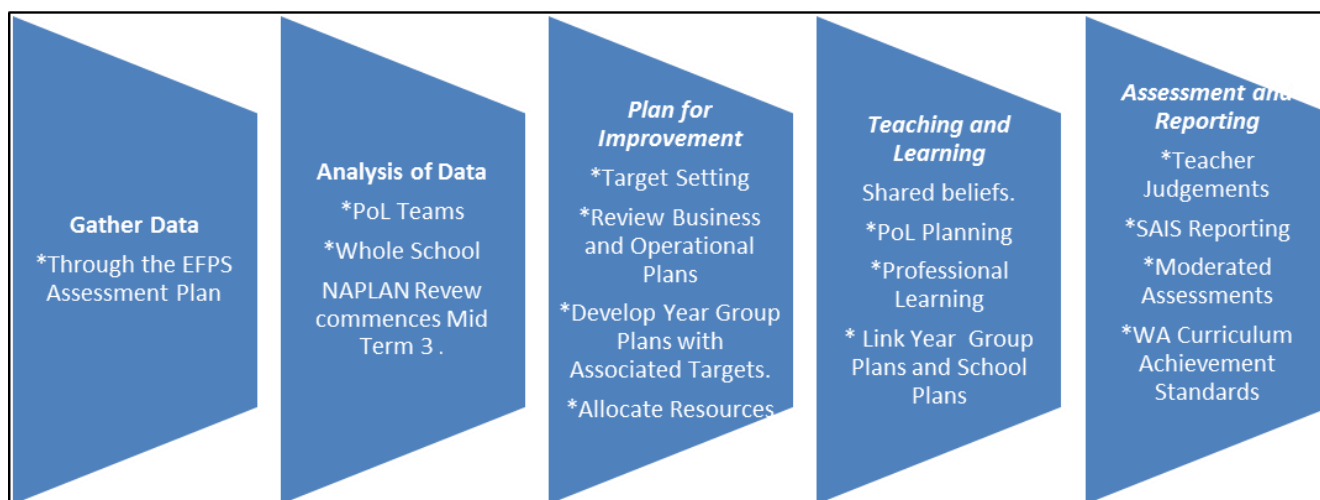 Gather Data
*Through the EFPS
Assessment Plan
Analysis of Data
*PoL Teams
*Whole School
NAPLAN Revew
commences Mid
Term 3 .
Plan for
Improvement
*Target Setting
*Review Business
and Operational
Plans
*Develop Year Group
Plans with
Associated Targets.
*Allocate Resources
Teaching and
Learning
Shared beliefs.
*PoL Planning
*Professional
Learning
* Link Year Group
Plans and School
Plans
Assessment and
Reporting
*Teacher
Judgements
*SAIS Reporting
*Moderated
Assessments
*WA Curriculum
Achievement
Standards